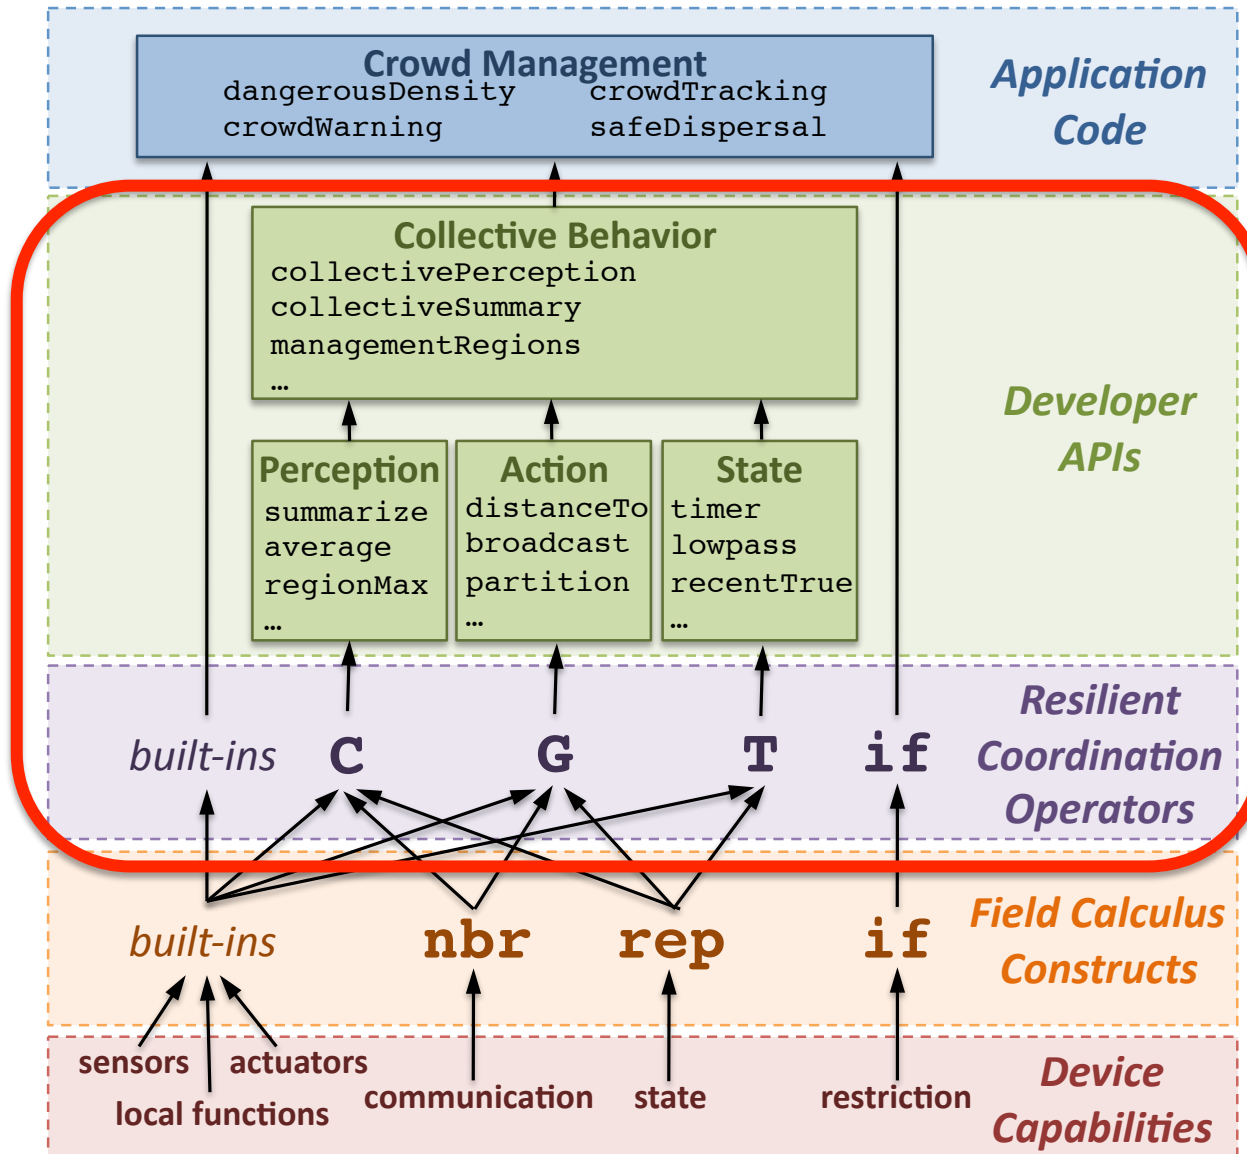 Crowd Management
dangerousDensity crowdTracking
crowdWarning safeDispersal
Application
Code
Collective Behavior
collectivePerception
collectiveSummary
managementRegions
…
Developer
APIs
Perception
summarize
average
regionMax
…
Action
distanceTo
broadcast
partition
…
State
timer
lowpass
recentTrue
…
built-ins C G T if
Resilient
Coordination
Operators
built-ins nbr rep if
Field Calculus
Constructs
sensors actuators
local functions
communication state restriction
Device
Capabilities